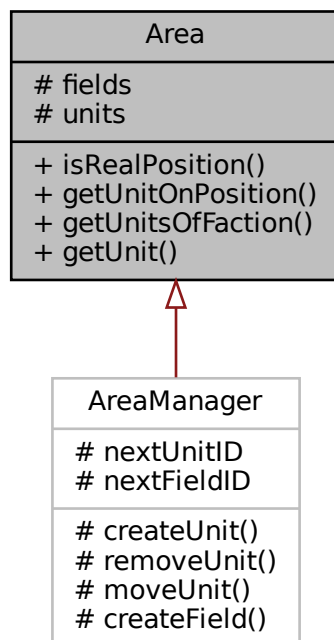 Area
# fields
# units
+ isRealPosition()
+ getUnitOnPosition()
+ getUnitsOfFaction()
+ getUnit()
AreaManager
# nextUnitID
# nextFieldID
# createUnit()
# removeUnit()
# moveUnit()
# createField()